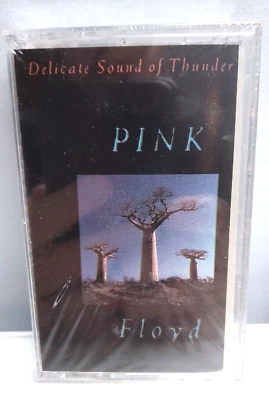 Delicate Sound of Thunder
PINK
Floyd